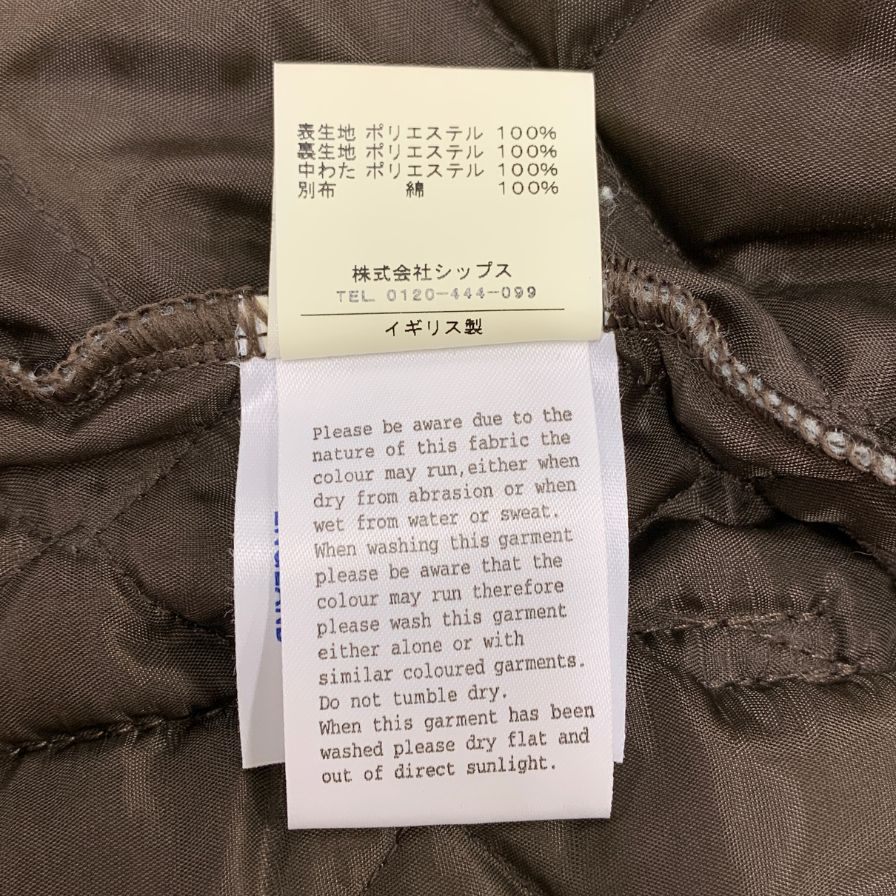 表生地 ポリエステル 100%
裏生地 ポリエステル 100%
中わた ポリエステル 100%
別布 綿 100%
株式会社シップス
TEL. 0120-444-099
イギリス製
Please be aware due to the
nature of this fabric the
colour may run,either when
dry from abrasion or when
wet from water or sweat.
When washing this garment
please be aware that the
colour may run therefore
please wash this garment
either alone or with
similar coloured garments.
Do not tumble dry.
When this garment has been
washed please dry flat and
out of direct sunlight.